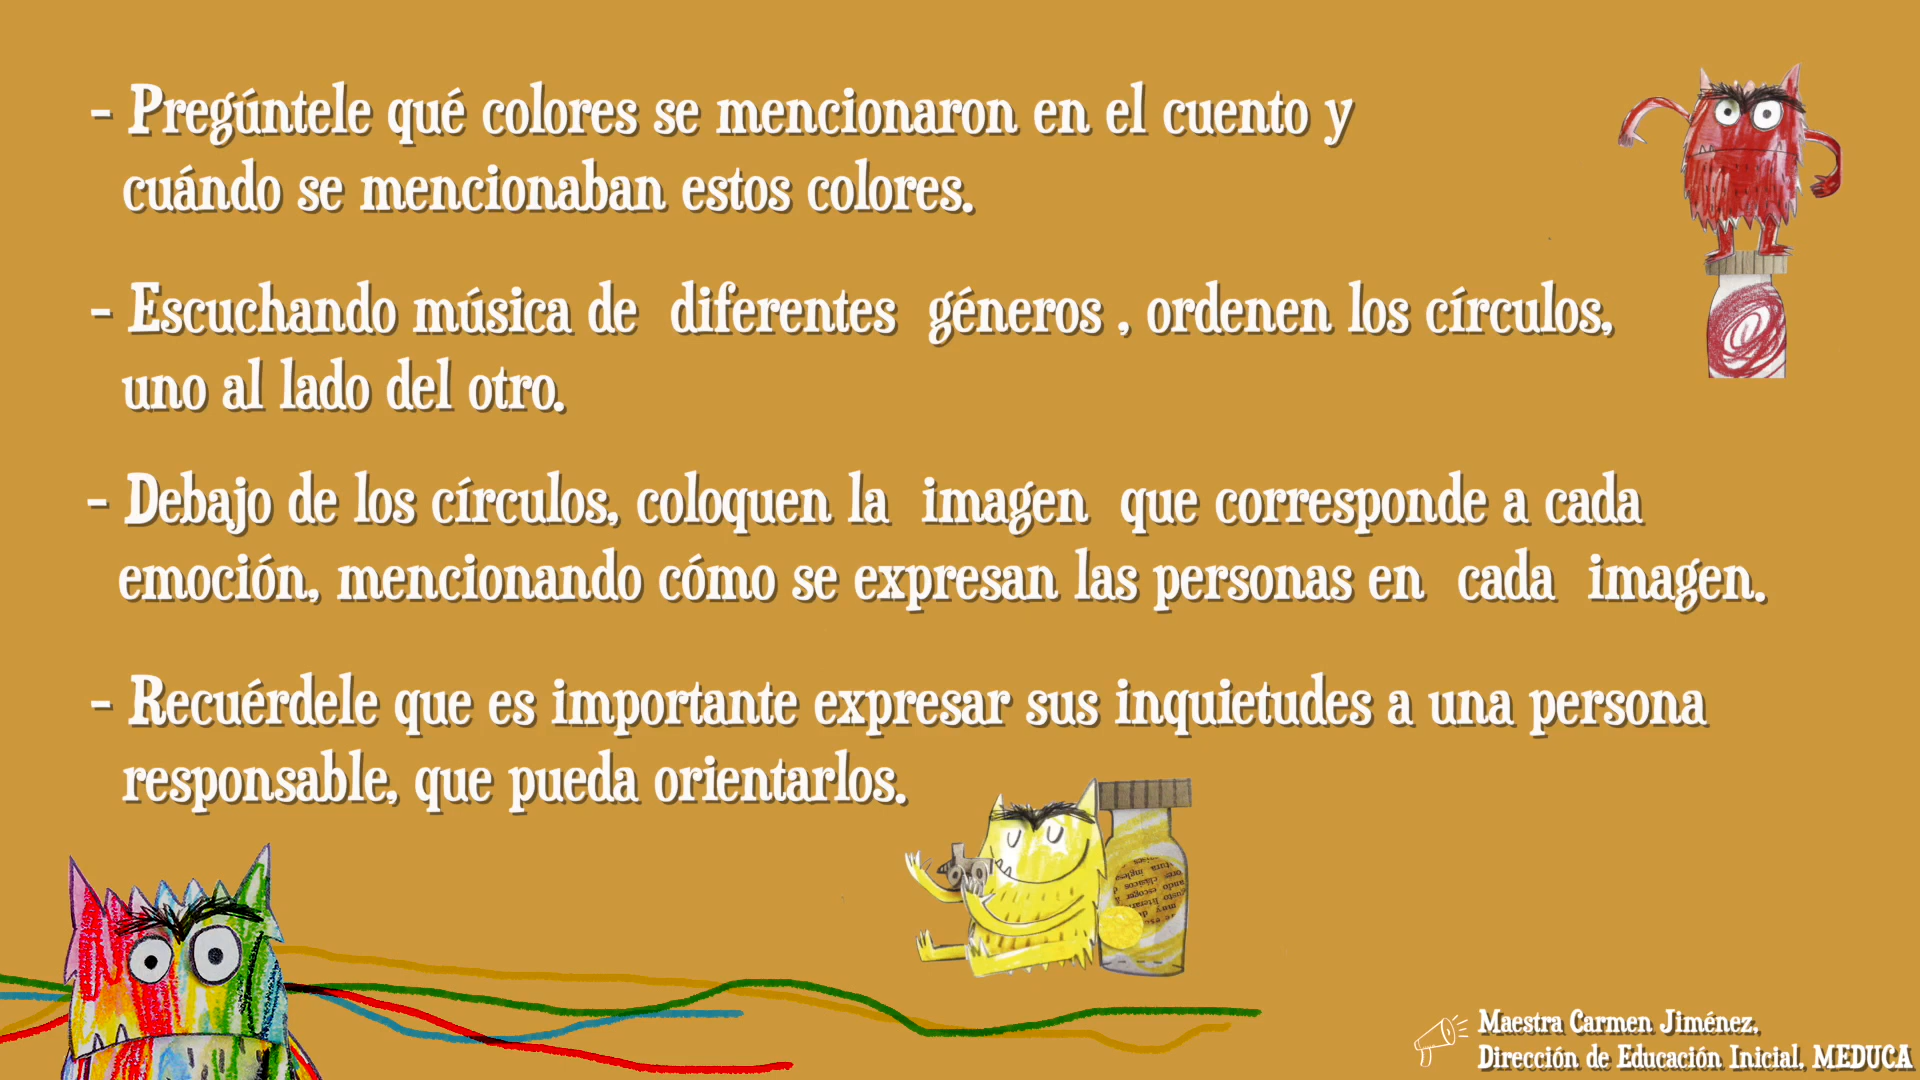 - Pregúntele qué colores se mencionaron en el cuento y
cuándo se mencionaban estos colores.
- Escuchando música de diferentes géneros , ordenen los círculos,
uno al lado del otro.
- Debajo de los círculos, coloquen la imagen que corresponde a cada
emoción, mencionando cómo se expresan las personas en cada imagen.
- Recuérdele que es importante expresar sus inquietudes a una persona
responsable, que pueda orientarlos.
Maestra Carmen Jiménez,
Dirección de Educación Inicial, MEDUCA